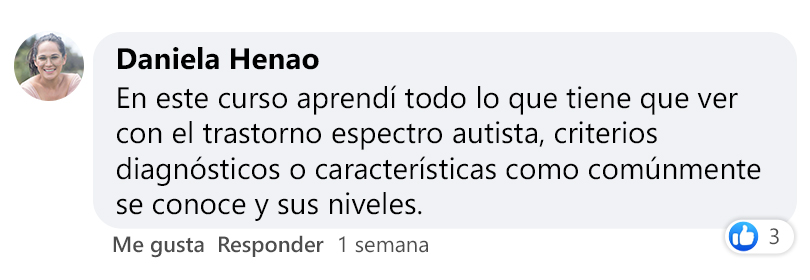 Daniela Henao
En este curso aprendí todo lo que tiene que ver
con el trastorno espectro autista, criterios
diagnósticos o características como comúnmente
se conoce y sus niveles.
Me gusta Responder 1 semana
3